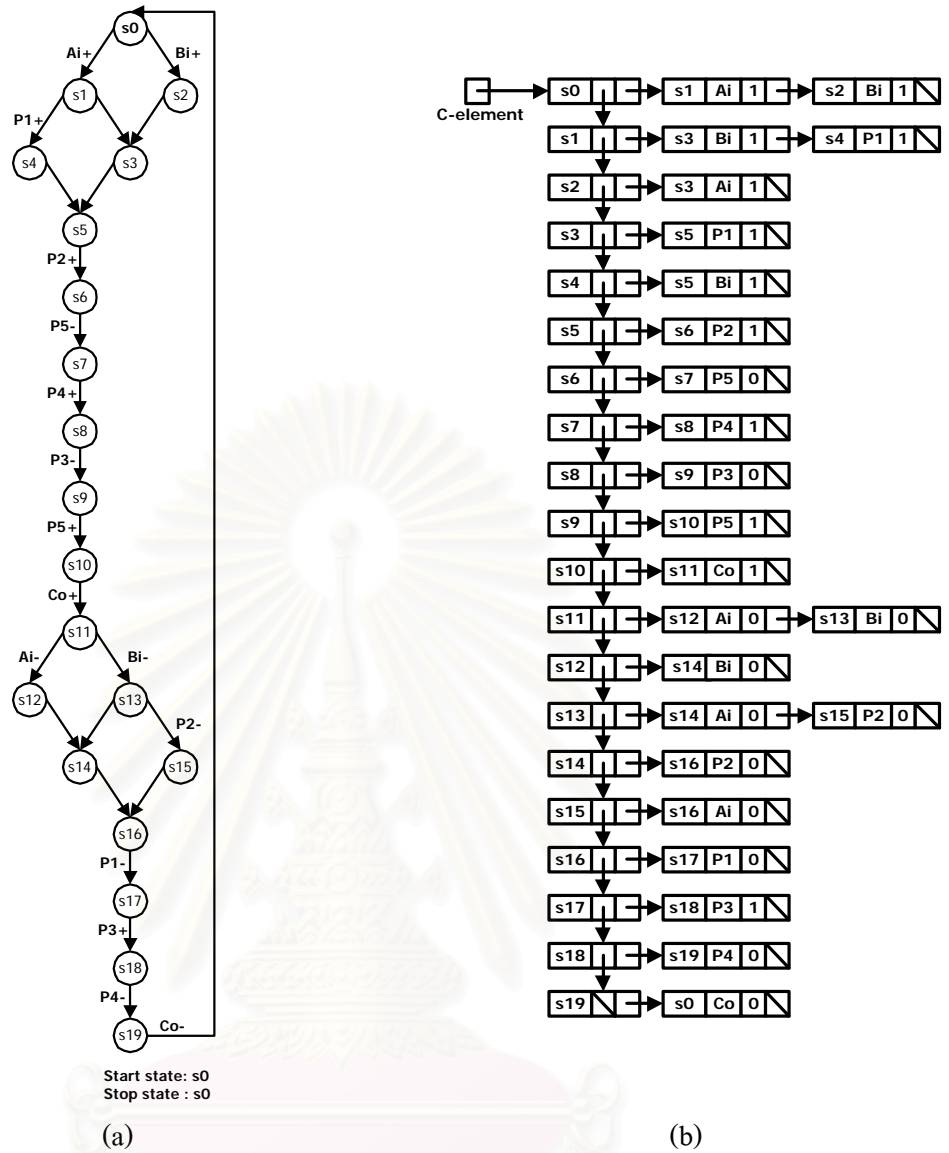 s0
Ai+
Bi+
s1
s2
P1+
s4
s3
s5
P2+
s6
P5-
s7
P4+
s8
P3-
s9
P5+
s10
Co+
s11
Ai-
Bi-
s12
s13
P2-
s14
s15
s16
P1-
s17
P3+
s18
P4-
s19
Co-
Start state: s0
Stop state : s0
(a)
C-element
s0 s1 Ai 1 s2 Bi 1
s1 s3 Bi 1 s4 P1 1
s2 s3 Ai 1
s3 s5 P1 1
s4 s5 Bi 1
s5 s6 P2 1
s6 s7 P5 0
s7 s8 P4 1
s8 s9 P3 0
s9 s10 P5 1
s10 s11 Co 1
s11 s12 Ai 0 s13 Bi 0
s12 s14 Bi 0
s13 s14 Ai 0 s15 P2 0
s14 s16 P2 0
s15 s16 Ai 0
s16 s17 P1 0
s17 s18 P3 1
s18 s19 P4 0
s19 s0 Co 0
(b)